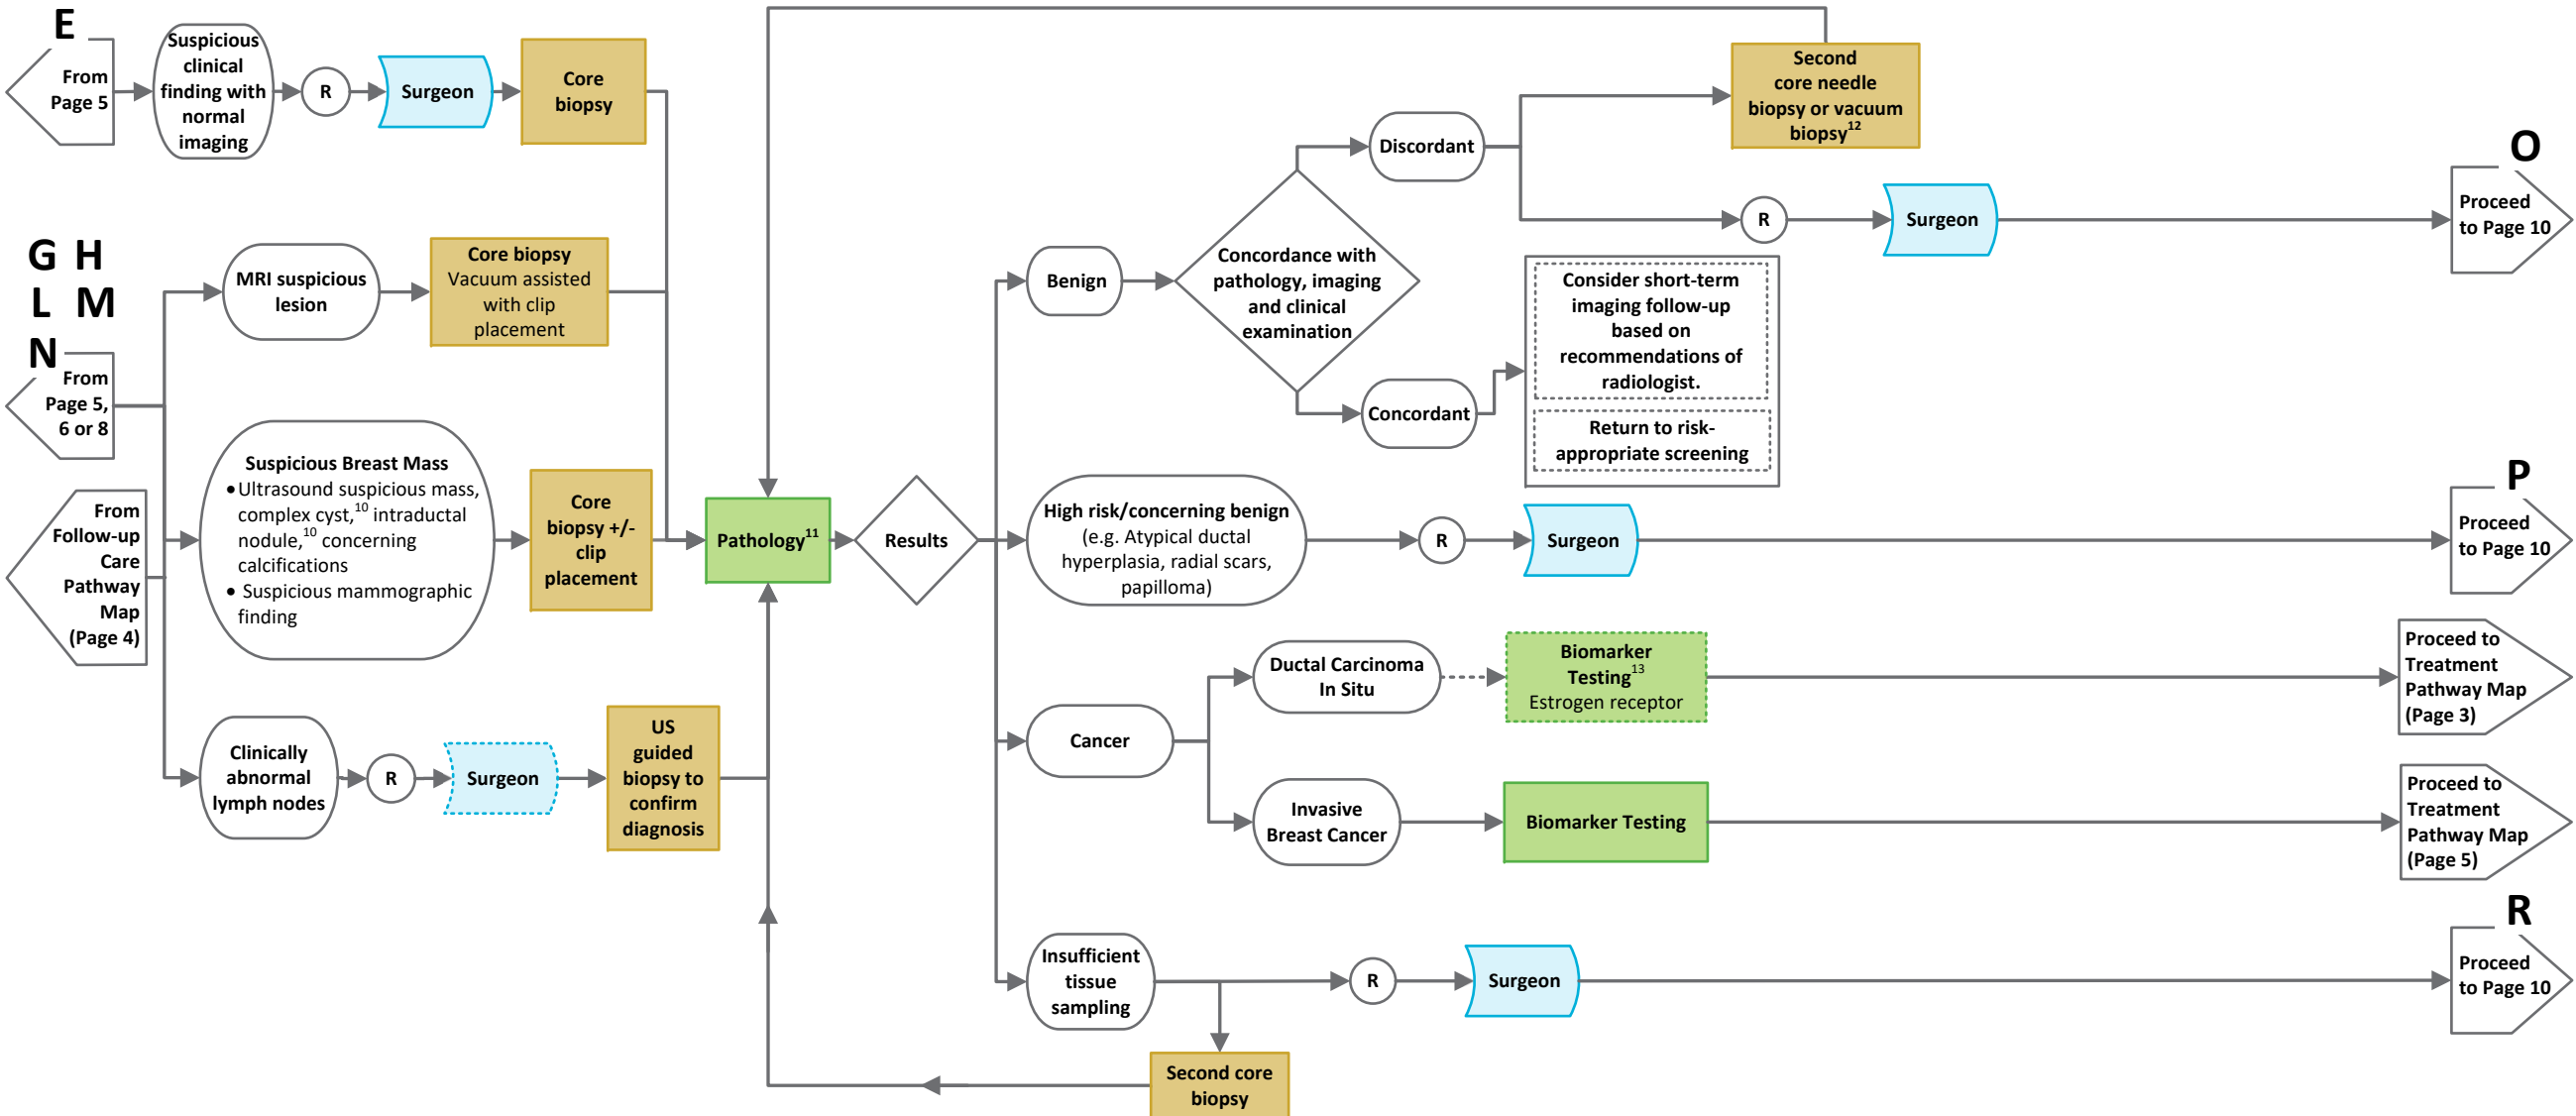 E
From
Page 5
Suspicious
clinical
finding with
normal
imaging
R
Surgeon
Core
biopsy
Second
core needle
biopsy or vacuum
biopsy12
Discordant
O
Proceed
to Page 10
R
Surgeon
G H
L M
N
From
Page 5,
6 or 8
MRI suspicious
lesion
Core biopsy
Vacuum assisted
with clip
placement
Benign
Concordance with
pathology, imaging
and clinical
examination
Concordant
Consider short-term
imaging follow-up
based on
recommendations of
radiologist.
Return to risk-
appropriate screening
From
Follow-up
Care
Pathway
Map
(Page 4)
Suspicious Breast Mass
• Ultrasound suspicious mass,
complex cyst,10 intraductal
nodule,10 concerning
calcifications
• Suspicious mammographic
finding
Core
biopsy +/-
clip
placement
Pathology11
Results
High risk/concerning benign
(e.g. Atypical ductal
hyperplasia, radial scars,
papilloma)
R
Surgeon
P
Proceed
to Page 10
Clinically
abnormal
lymph nodes
R
Surgeon
US
guided
biopsy to
confirm
diagnosis
Cancer
Ductal Carcinoma
In Situ
Biomarker
Testing13
Estrogen receptor
Proceed to
Treatment
Pathway Map
(Page 3)
Invasive
Breast Cancer
Biomarker Testing
Proceed to
Treatment
Pathway Map
(Page 5)
Insufficient
tissue
sampling
R
Surgeon
R
Proceed
to Page 10
Second core
biopsy